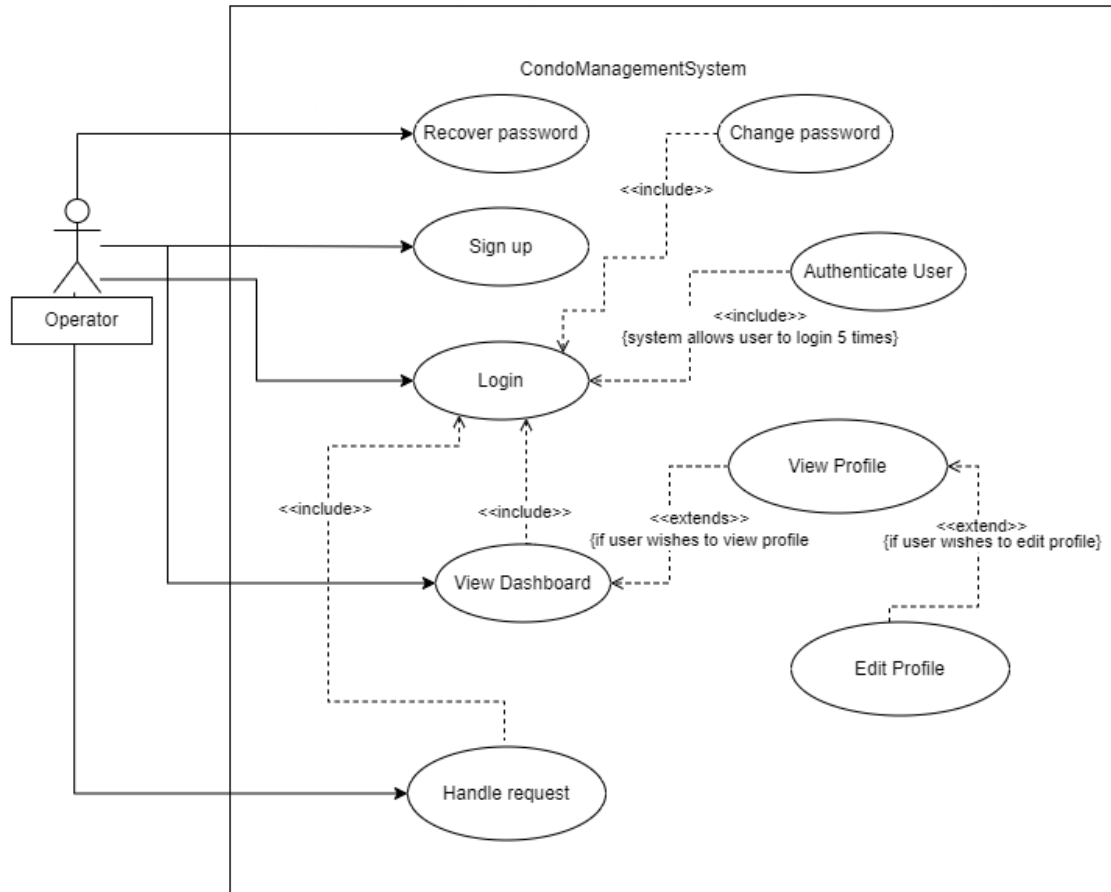 CondoManagementSystem
Recover password
Change password
<<include>>
Sign up
Authenticate User
Operator
<<include>>
{system allows user to login 5 times}
Login
View Profile
<<include>>
<<include>>
<<extends>>
{if user wishes to view profile
<<extend>>
{if user wishes to edit profile}
View Dashboard
Edit Profile
Handle request